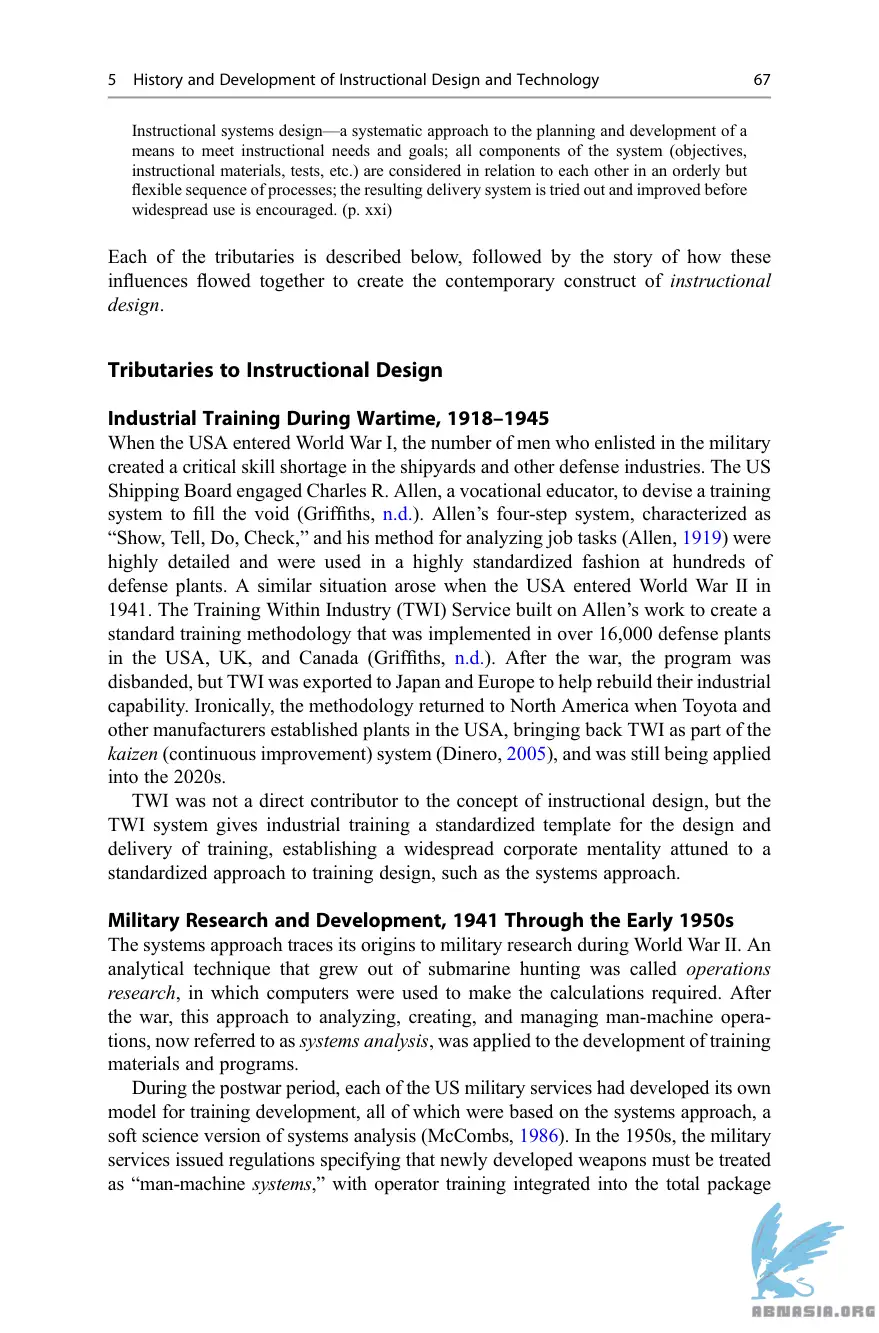 5 History and Development of Instructional Design and Technology 67
Instructional systems design—a systematic approach to the planning and development of a
means to meet instructional needs and goals; all components of the system (objectives,
instructional materials, tests, etc.) are considered in relation to each other in an orderly but
flexible sequence of processes; the resulting delivery system is tried out and improved before
widespread use is encouraged. (p. xxi)
Each of the tributaries is described below, followed by the story of how these
influences flowed together to create the contemporary construct of instructional
design.
Tributaries to Instructional Design
Industrial Training During Wartime, 1918–1945
When the USA entered World War I, the number of men who enlisted in the military
created a critical skill shortage in the shipyards and other defense industries. The US
Shipping Board engaged Charles R. Allen, a vocational educator, to devise a training
system to fill the void (Griffiths, n.d.). Allen’s four-step system, characterized as
“Show, Tell, Do, Check,” and his method for analyzing job tasks (Allen, 1919) were
highly detailed and were used in a highly standardized fashion at hundreds of
defense plants. A similar situation arose when the USA entered World War II in
1941. The Training Within Industry (TWI) Service built on Allen’s work to create a
standard training methodology that was implemented in over 16,000 defense plants
in the USA, UK, and Canada (Griffiths, n.d.). After the war, the program was
disbanded, but TWI was exported to Japan and Europe to help rebuild their industrial
capability. Ironically, the methodology returned to North America when Toyota and
other manufacturers established plants in the USA, bringing back TWI as part of the
kaizen (continuous improvement) system (Dinero, 2005), and was still being applied
into the 2020s.
TWI was not a direct contributor to the concept of instructional design, but the
TWI system gives industrial training a standardized template for the design and
delivery of training, establishing a widespread corporate mentality attuned to a
standardized approach to training design, such as the systems approach.
Military Research and Development, 1941 Through the Early 1950s
The systems approach traces its origins to military research during World War II. An
analytical technique that grew out of submarine hunting was called operations
research, in which computers were used to make the calculations required. After
the war, this approach to analyzing, creating, and managing man-machine opera-
tions, now referred to as systems analysis, was applied to the development of training
materials and programs.
During the postwar period, each of the US military services had developed its own
model for training development, all of which were based on the systems approach, a
soft science version of systems analysis (McCombs, 1986). In the 1950s, the military
services issued regulations specifying that newly developed weapons must be treated
as “man-machine systems,” with operator training integrated into the total package
ABNASIA.ORG